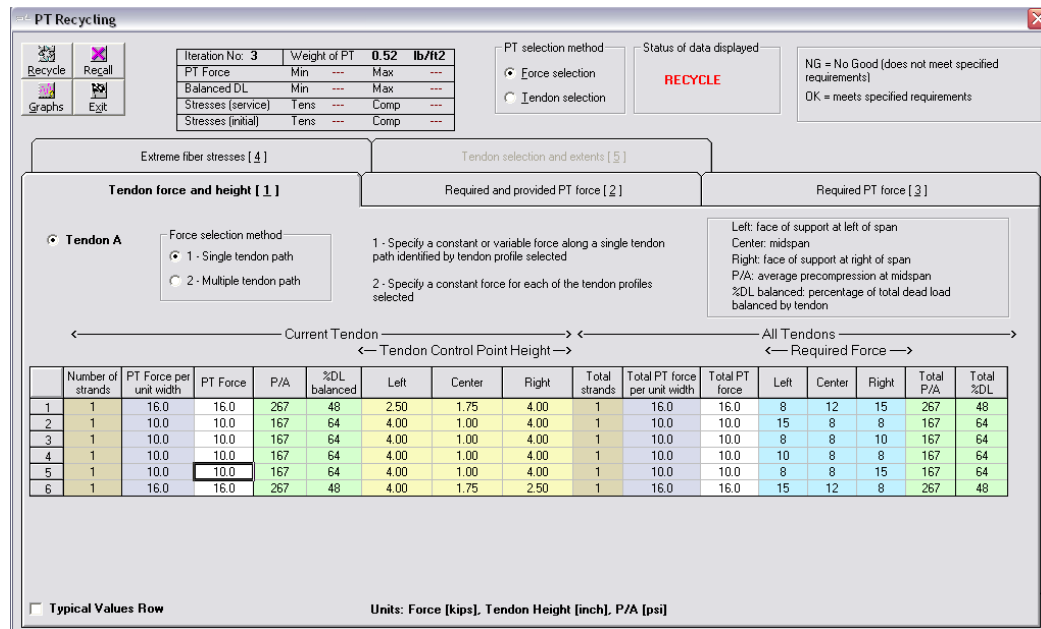 PT Recycling
Recycle Recall
Graphs Exit
Iteration No: 3 Weight of PT 0.52 lb/ft2
PT Force Min --- Max ---
Balanced DL Min --- Max ---
Stresses (service) Tens --- Comp ---
Stresses (initial) Tens --- Comp ---
PT selection method
Force selection
Tendon selection
Status of data displayed
RECYCLE
NG = No Good (does not meet specified
requirements)
OK = meets specified requirements
Extreme fiber stresses [ 4 ]
Tendon selection and extents [ 5 ]
Tendon force and height [ 1 ]
Required and provided PT force [ 2 ]
Required PT force [ 3 ]
Tendon A
Force selection method
1 - Single tendon path
2 - Multiple tendon path
1 - Specify a constant or variable force along a single tendon
path identified by tendon profile selected
2 - Specify a constant force for each of the tendon profiles
selected
Left: face of support at left of span
Center: midspan
Right: face of support at right of span
P/A: average precompression at midspan
%DL balanced: percentage of total dead load
balanced by tendon
Current Tendon
All Tendons
Tendon Control Point Height
Required Force
Number of strands PT Force per unit width PT Force P/A %DL balanced Left Center Right Total strands Total PT force per unit width Total PT force Left Center Right Total P/A Total %DL
1 1 16.0 16.0 267 48 2.50 1.75 4.00 1 16.0 16.0 8 12 15 267 48
2 1 10.0 10.0 167 64 4.00 1.00 4.00 1 10.0 10.0 15 8 8 167 64
3 1 10.0 10.0 167 64 4.00 1.00 4.00 1 10.0 10.0 8 8 10 167 64
4 1 10.0 10.0 167 64 4.00 1.00 4.00 1 10.0 10.0 10 8 8 167 64
5 1 10.0 10.0 167 64 4.00 1.00 4.00 1 10.0 10.0 8 8 15 167 64
6 1 16.0 16.0 267 48 4.00 1.75 2.50 1 16.0 16.0 15 12 8 267 48
Typical Values Row
Units: Force [kips], Tendon Height [inch], P/A [psi]